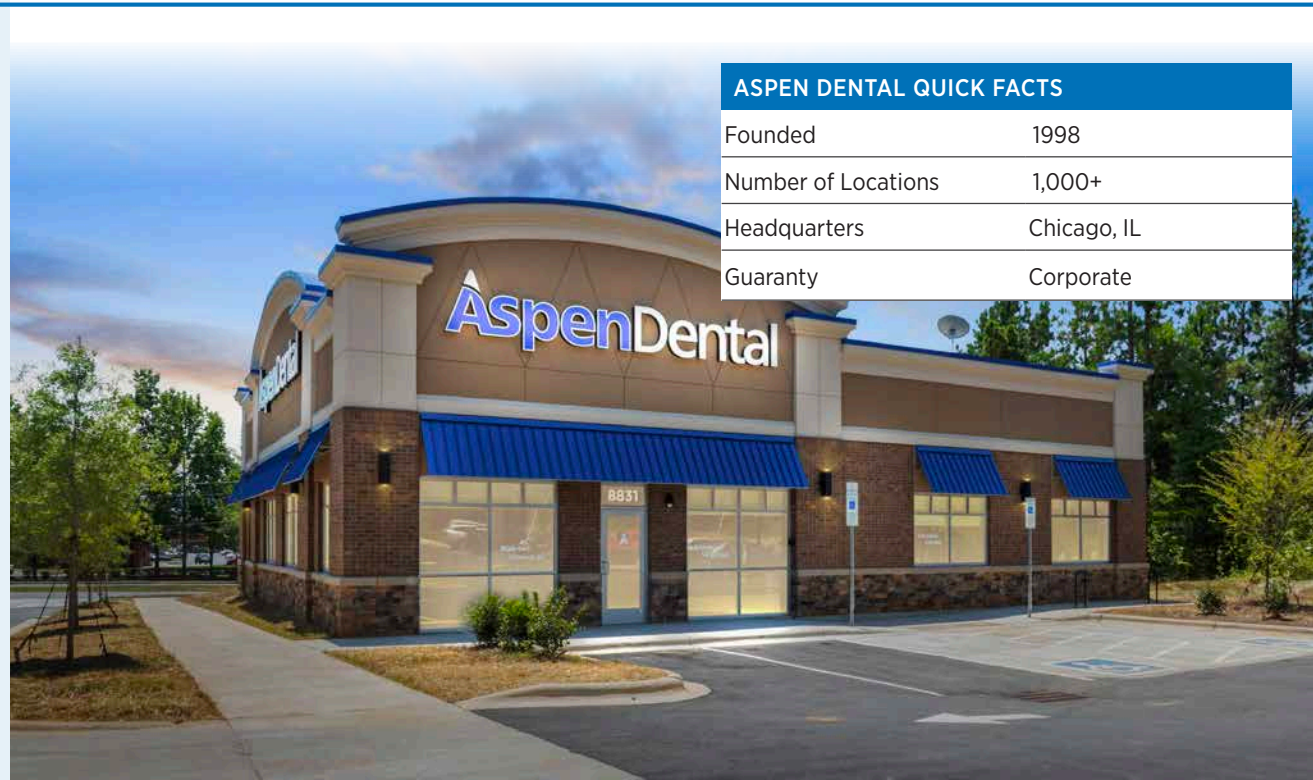 ASPEN DENTAL QUICK FACTS
Founded 1998
Number of Locations 1,000+
Headquarters Chicago, IL
Guaranty Corporate
AspenDental
AspenDental
8831
A